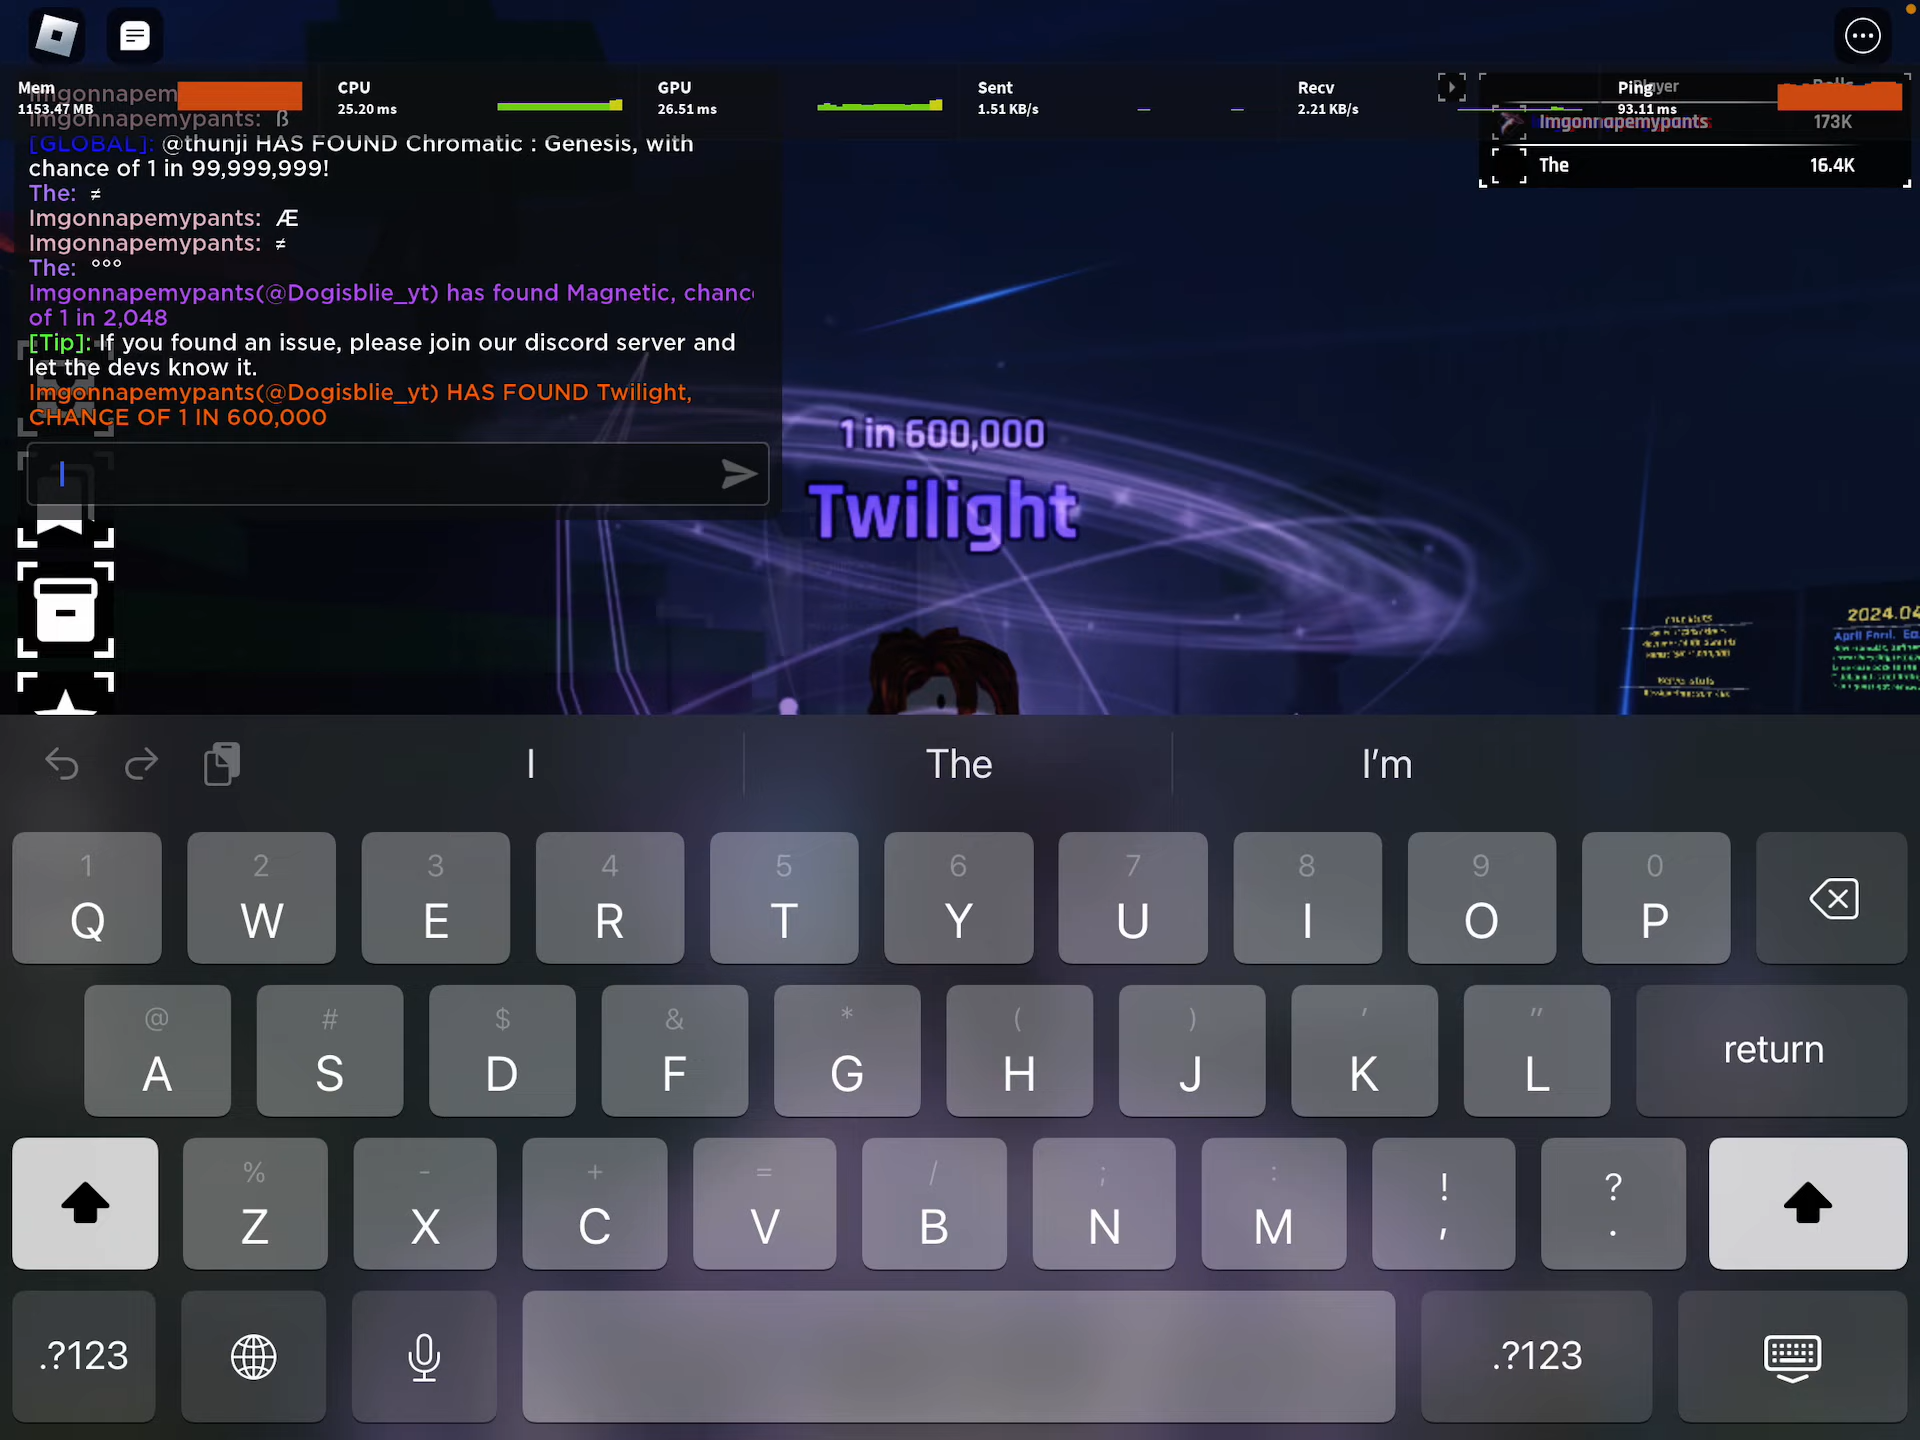 Mem
1153.47 MB
CPU
25.20 ms
GPU
26.51 ms
Sent
1.51 KB/s
Recv
2.21 KB/s
Ping
93.11 ms
Player
Rolls
Imgonnapemypants 173K
The 16.4K
Imgonnapem
Imgonnapemypants: ß
[GLOBAL]: @thunji HAS FOUND Chromatic : Genesis, with
chance of 1 in 99,999,999!
The: ≠
Imgonnapemypants: Æ
Imgonnapemypants: ≠
The: °°°
Imgonnapemypants(@Dogisblie_yt) has found Magnetic, chance
of 1 in 2,048
[Tip]: If you found an issue, please join our discord server and
let the devs know it.
Imgonnapemypants(@Dogisblie_yt) HAS FOUND Twilight,
CHANCE OF 1 IN 600,000
1 in 600,000
Twilight
2024.04
April Fool.
I The I'm
1 2 3 4 5 6 7 8 9 0
Q W E R T Y U I O P
@ # $ & * ( ) ' "
A S D F G H J K L return
% - + = / ; : ! ?
Z X C V B N M , .
.?123 .?123